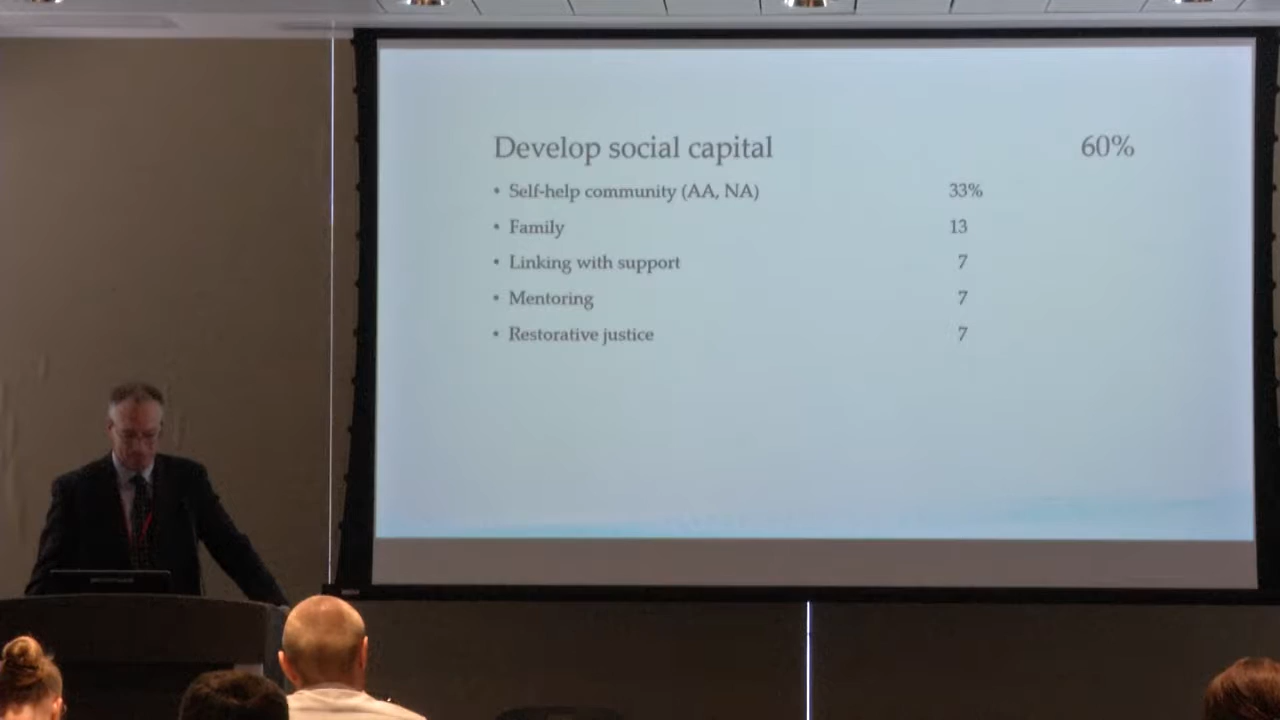 Develop social capital 60%
• Self-help community (AA, NA) 33%
• Family 13
• Linking with support 7
• Mentoring 7
• Restorative justice 7